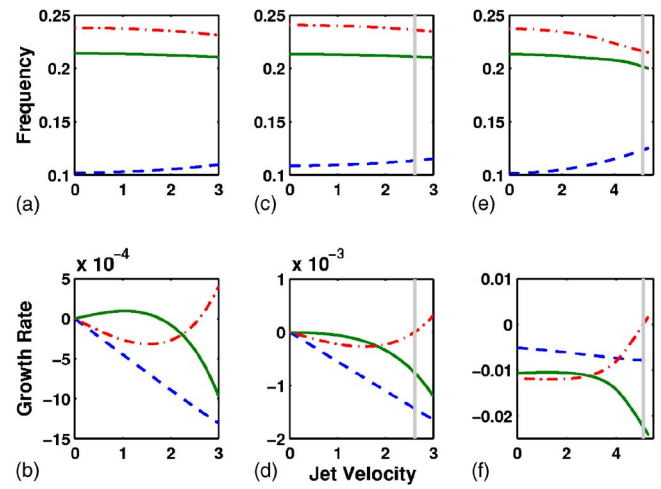 0.25
0.2
0.15
0.1
Frequency
0 1 2 3
(a)
0.25
0.2
0.15
0.1
0 1 2 3
(c)
0.25
0.2
0.15
0.1
0 2 4
(e)
x 10⁻⁴
5
0
−5
−10
−15
Growth Rate
0 1 2 3
(b)
x 10⁻³
1
0
−1
−2
0 1 2 3
(d)
Jet Velocity
0.01
0
−0.01
−0.02
0 2 4
(f)